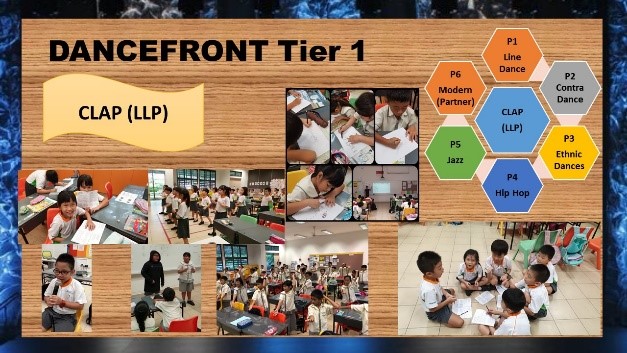 DANCEFRONT Tier 1
CLAP (LLP)
P1
Line
Dance
P2
Contra
Dance
P3
Ethnic
Dances
P4
Hip Hop
P5
Jazz
P6
Modern
(Partner)
CLAP
(LLP)